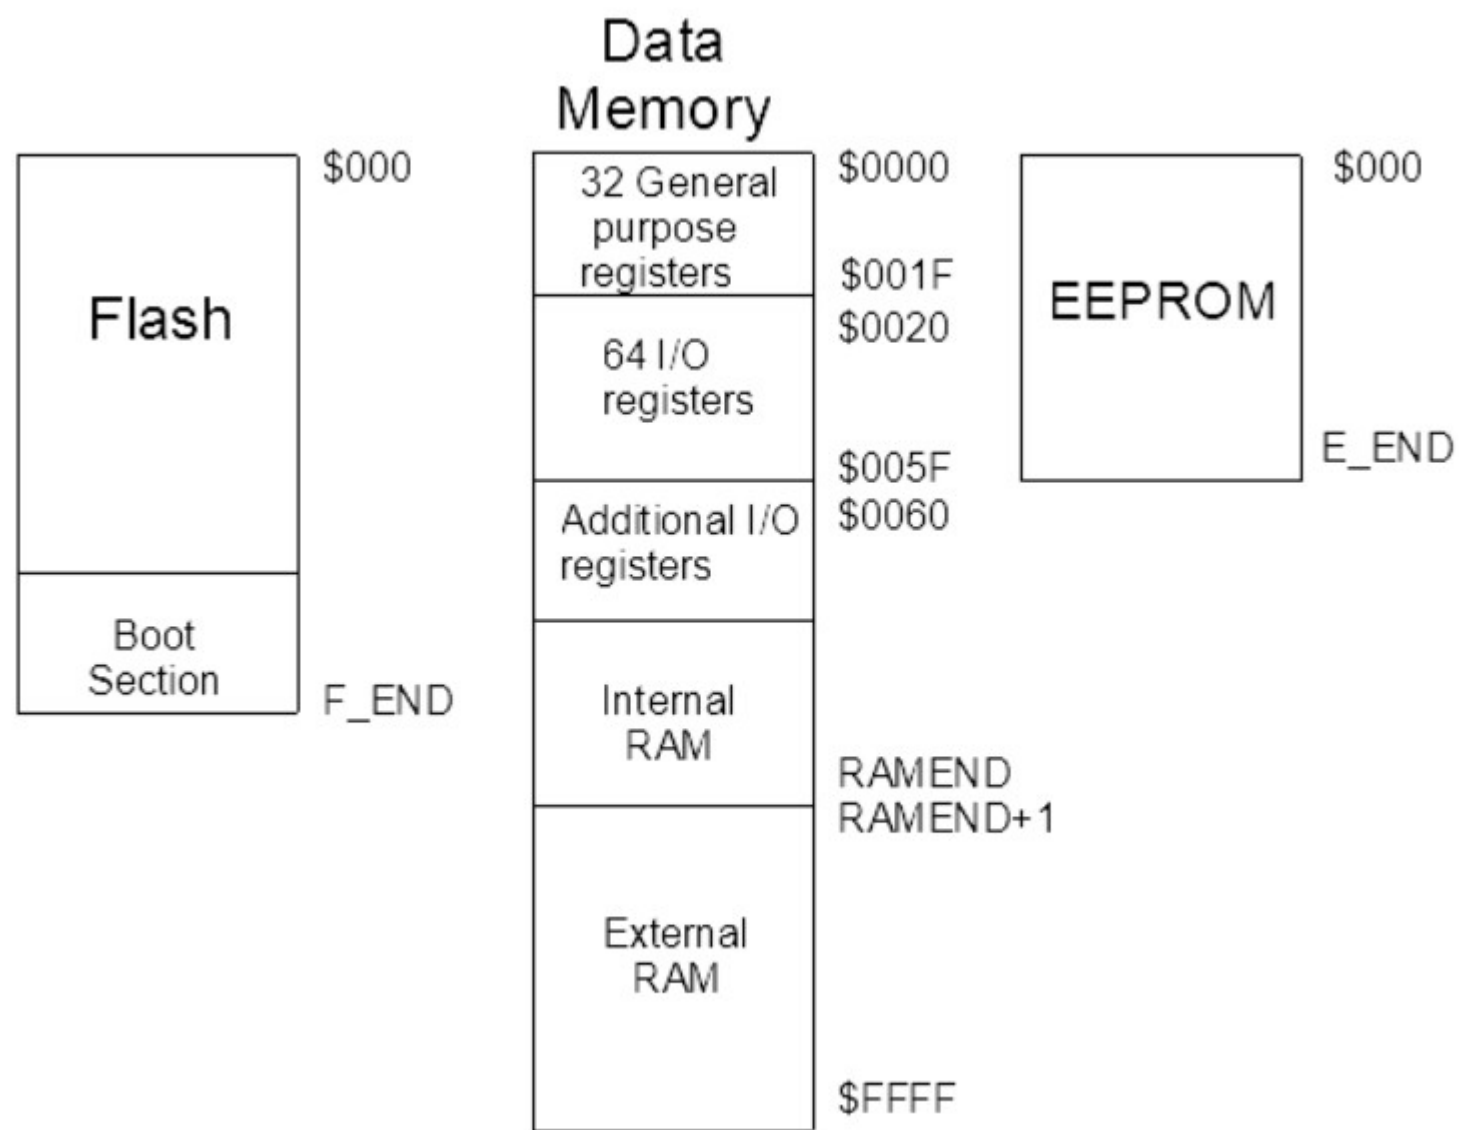 Data
Memory
$000
Flash
Boot
Section
F_END
32 General
purpose
registers
$0000
$001F
64 I/O
registers
$0020
$005F
Additional I/O
registers
$0060
Internal
RAM
RAMEND
RAMEND+1
External
RAM
$FFFF
$000
EEPROM
E_END